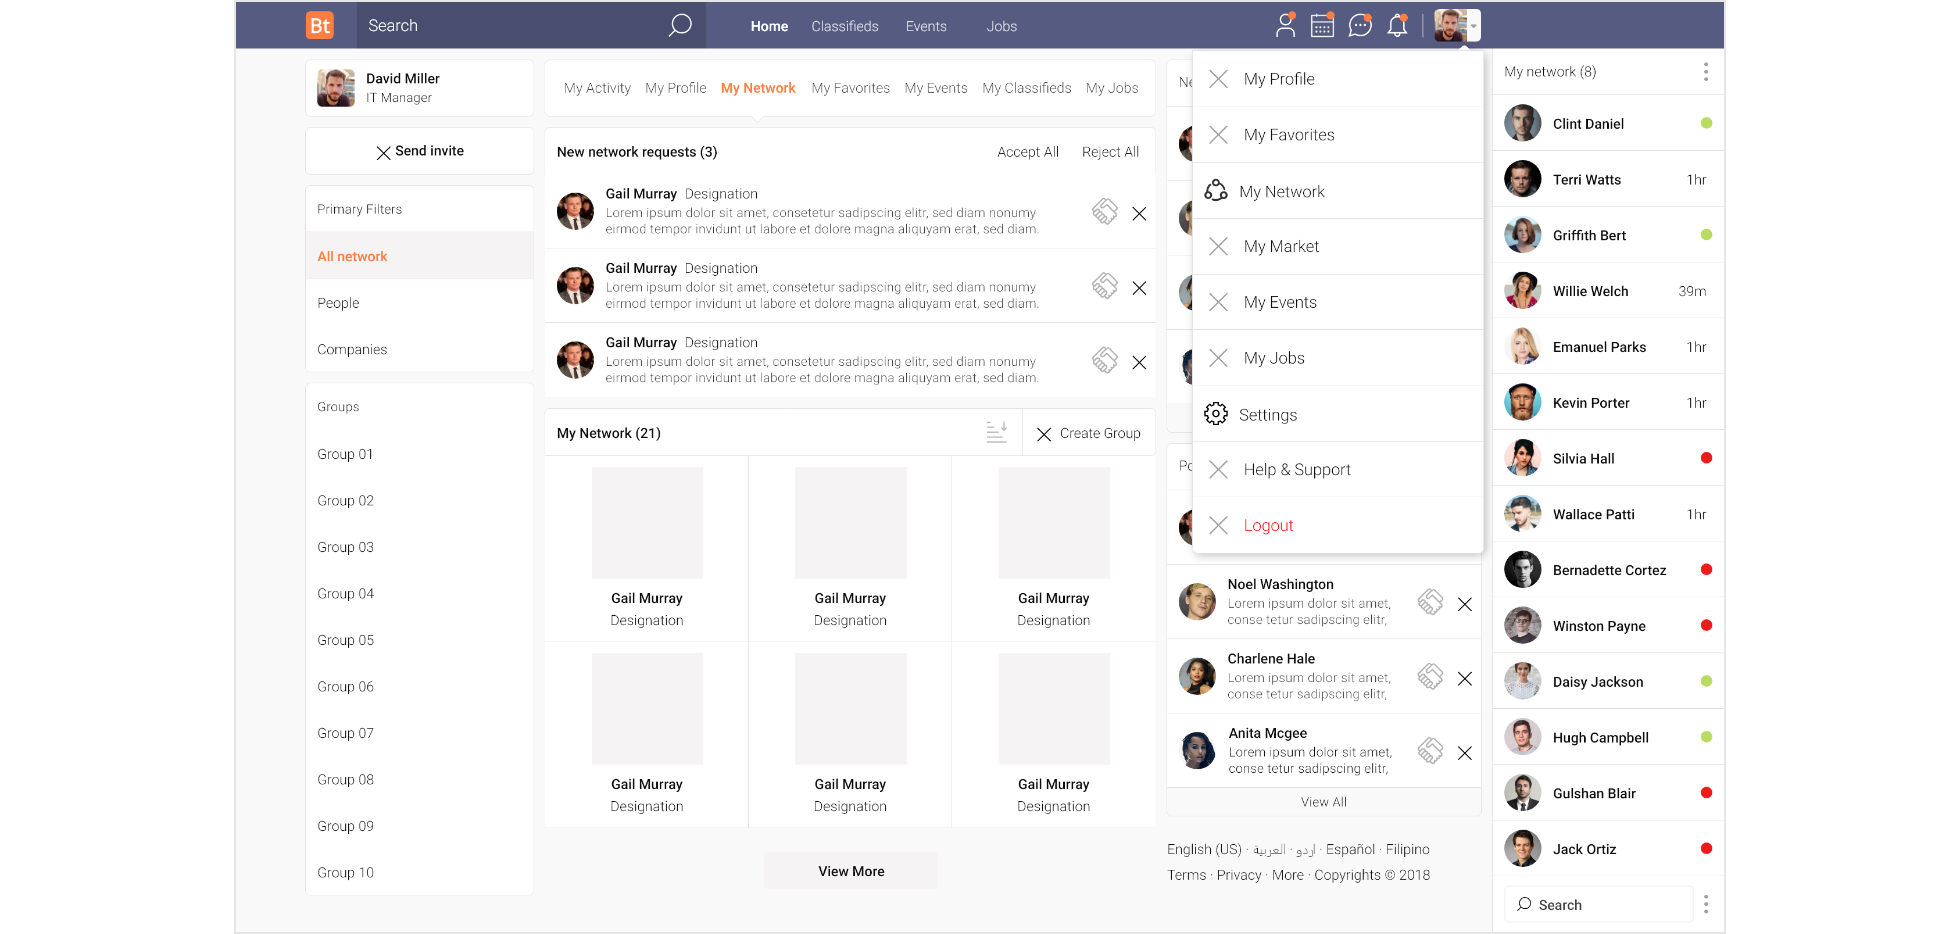 Bt
Search
Home
Classifieds
Events
Jobs
David Miller
IT Manager
Send invite
Primary Filters
All network
People
Companies
Groups
Group 01
Group 02
Group 03
Group 04
Group 05
Group 06
Group 07
Group 08
Group 09
Group 10
My Activity
My Profile
My Network
My Favorites
My Events
My Classifieds
My Jobs
New network requests (3)
Accept All
Reject All
Gail Murray Designation
Lorem ipsum dolor sit amet, consetetur sadipscing elitr, sed diam nonumy
eirmod tempor invidunt ut labore et dolore magna aliquyam erat, sed diam.
Gail Murray Designation
Lorem ipsum dolor sit amet, consetetur sadipscing elitr, sed diam nonumy
eirmod tempor invidunt ut labore et dolore magna aliquyam erat, sed diam.
Gail Murray Designation
Lorem ipsum dolor sit amet, consetetur sadipscing elitr, sed diam nonumy
eirmod tempor invidunt ut labore et dolore magna aliquyam erat, sed diam.
My Network (21)
Create Group
Gail Murray
Designation
Gail Murray
Designation
Gail Murray
Designation
Gail Murray
Designation
Gail Murray
Designation
Gail Murray
Designation
View More
My Profile
My Favorites
My Network
My Market
My Events
My Jobs
Settings
Help & Support
Logout
Noel Washington
Lorem ipsum dolor sit amet,
conse tetur sadipscing elitr,
Charlene Hale
Lorem ipsum dolor sit amet,
conse tetur sadipscing elitr,
Anita Mcgee
Lorem ipsum dolor sit amet,
conse tetur sadipscing elitr,
View All
English (US) · العربية · اردو · Español · Filipino
Terms · Privacy · More · Copyrights © 2018
My network (8)
Clint Daniel
Terri Watts 1hr
Griffith Bert
Willie Welch 39m
Emanuel Parks 1hr
Kevin Porter 1hr
Silvia Hall
Wallace Patti 1hr
Bernadette Cortez
Winston Payne
Daisy Jackson
Hugh Campbell
Gulshan Blair
Jack Ortiz
Search